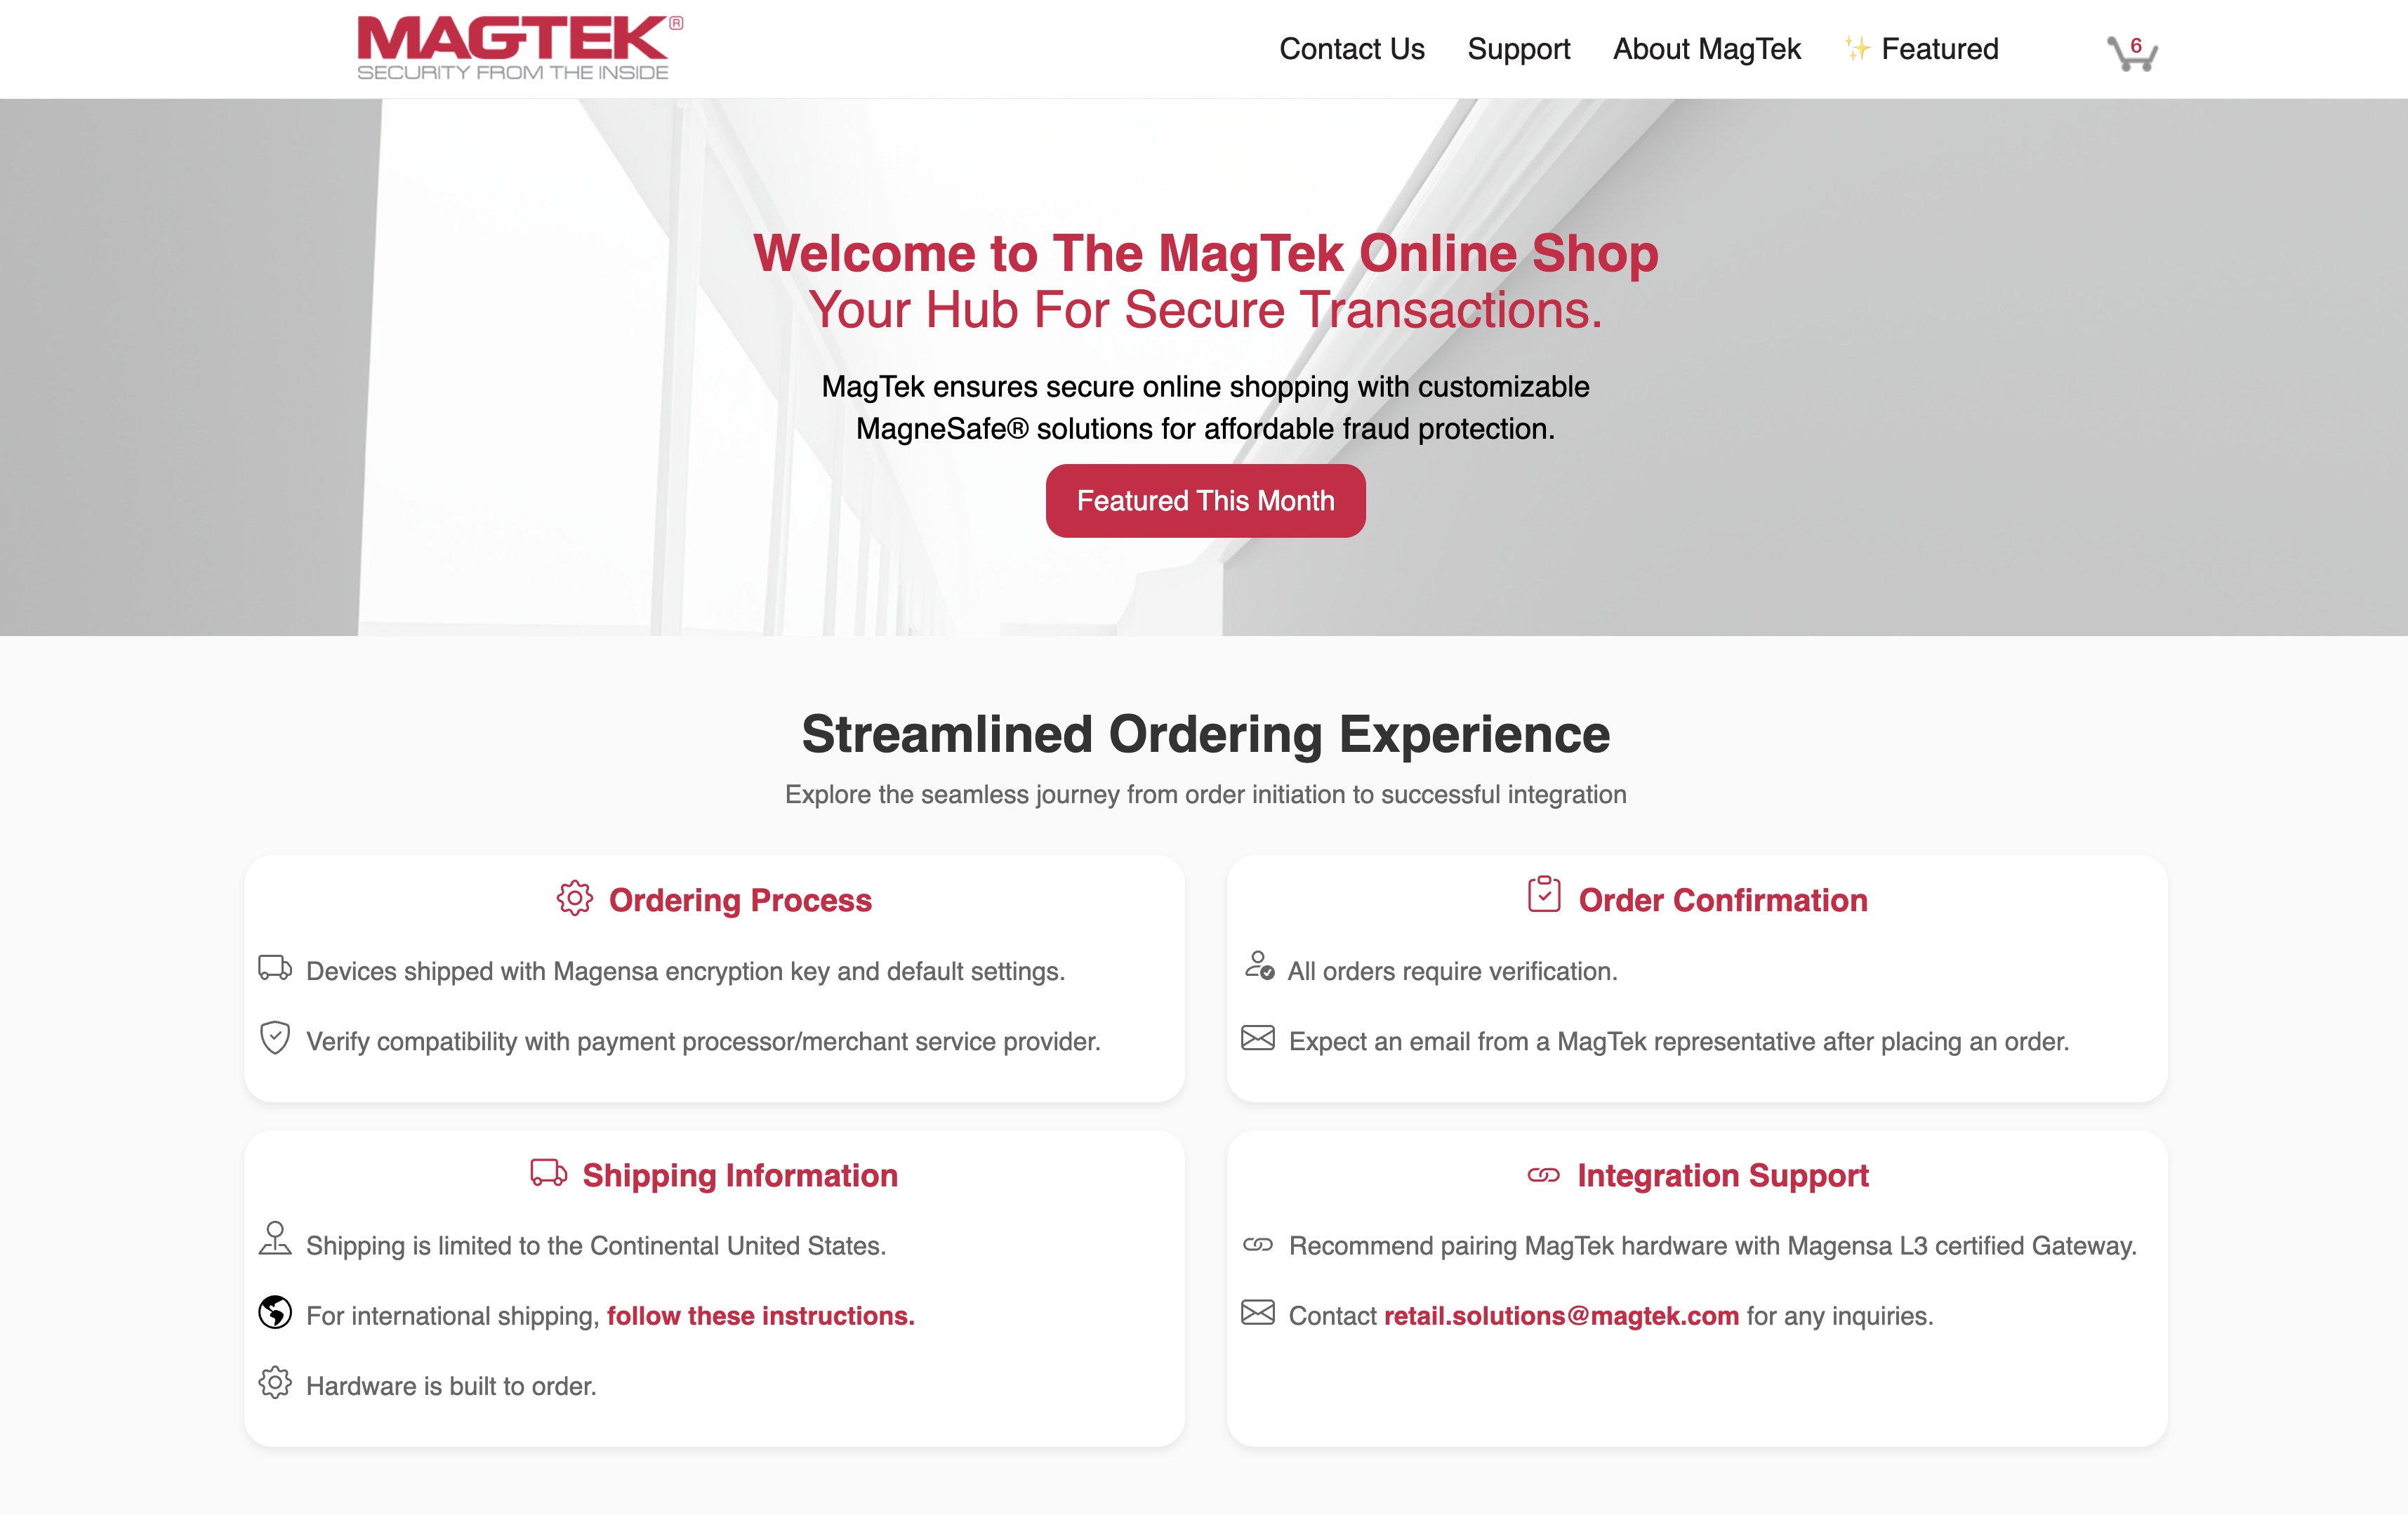 MAGTEK®
SECURITY FROM THE INSIDE
Contact Us
Support
About MagTek
✨ Featured
6
Welcome to The MagTek Online Shop
Your Hub For Secure Transactions.
MagTek ensures secure online shopping with customizable
MagneSafe® solutions for affordable fraud protection.
Featured This Month
Streamlined Ordering Experience
Explore the seamless journey from order initiation to successful integration
Ordering Process
Devices shipped with Magensa encryption key and default settings.
Verify compatibility with payment processor/merchant service provider.
Order Confirmation
All orders require verification.
Expect an email from a MagTek representative after placing an order.
Shipping Information
Shipping is limited to the Continental United States.
For international shipping, follow these instructions.
Hardware is built to order.
Integration Support
Recommend pairing MagTek hardware with Magensa L3 certified Gateway.
Contact retail.solutions@magtek.com for any inquiries.